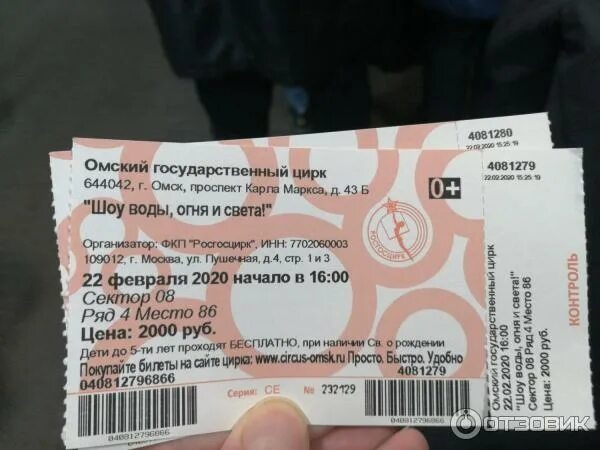 4081280
22.02.2020 15:25:19
Омский государственный цирк
644042, г. Омск, проспект Карла Маркса, д. 43 Б
0+
"Шоу воды, огня и света!"
РОСГОСЦИРК
Организатор: ФКП "Росгосцирк", ИНН: 7702060003
109012, г. Москва, ул. Пушечная, д.4, стр. 1 и 3
22 февраля 2020 начало в 16:00
Сектор 08
Ряд 4 Место 86
Цена: 2000 руб.
Дети до 5-ти лет проходят БЕСПЛАТНО, при наличии Св. о рождении
Покупайте билеты на сайте цирка: www.circus-omsk.ru Просто. Быстро. Удобно
040812796866
4081279
Серия: СЕ № 232129
040812796866
040812796866
4081279
22.02.2020 15:25:19
Омский государственный цирк
22.02.2020 16:00
"Шоу воды, огня и света!"
Сектор 08 Ряд 4 Место 86
Цена: 2000 руб.
КОНТРОЛЬ
ОТЗОВИК